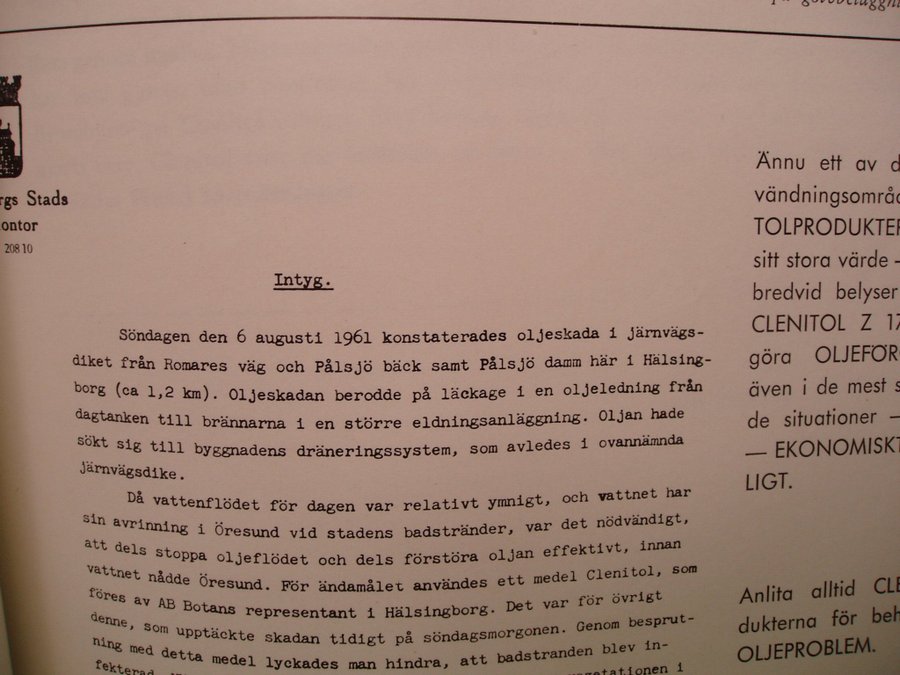 Stads
208 10
Intyg.
Söndagen den 6 augusti 1961 konstaterades oljeskada i järnvägs-
diket från Romares väg och Pålsjö bäck samt Pålsjö damm här i Hälsing-
borg (ca 1,2 km). Oljeskadan berodde på läckage i en oljeledning från
dagtanken till brännarna i en större eldningsanläggning. Oljan hade
sökt sig till byggnadens dräneringssystem, som avledes i ovannämnda
järnvägsdike.
Då vattenflödet för dagen var relativt ymnigt, och vattnet har
sin avrinning i Öresund vid stadens badstränder, var det nödvändigt,
att dels stoppa oljeflödet och dels förstöra oljan effektivt, innan
vattnet nådde Öresund. För ändamålet användes ett medel Clenitol, som
föres av AB Botans representant i Hälsingborg. Det var för övrigt
denne, som upptäckte skadan tidigt på söndagsmorgonen. Genom besprut-
ning med detta medel lyckades man hindra, att badstranden blev in-
fekterad
Ännu ett av
vändningsområ
TOLPRODUKTER
sitt stora värde –
bredvid belyser
CLENITOL Z 17
göra OLJEFÖR
även i de mest s
de situationer –
— EKONOMISKT
LIGT.
Anlita alltid CLE
dukterna för beh
OLJEPROBLEM.